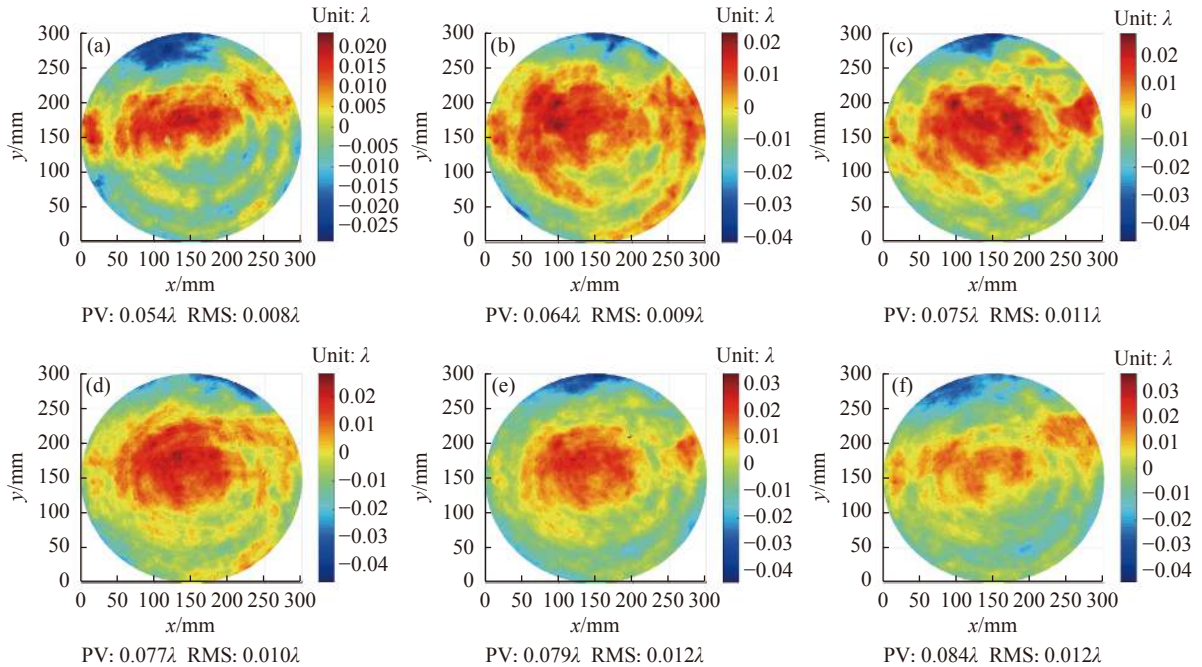 Unit: λ
(a)
0.020
0.015
0.010
0.005
0
−0.005
−0.010
−0.015
−0.020
−0.025
300
250
200
150
100
50
0
y/mm
0 50 100 150 200 250 300
x/mm
PV: 0.054λ RMS: 0.008λ
Unit: λ
(b)
0.02
0.01
0
−0.01
−0.02
−0.03
−0.04
300
250
200
150
100
50
0
y/mm
0 50 100 150 200 250 300
x/mm
PV: 0.064λ RMS: 0.009λ
Unit: λ
(c)
0.02
0.01
0
−0.01
−0.02
−0.03
−0.04
300
250
200
150
100
50
0
y/mm
0 50 100 150 200 250 300
x/mm
PV: 0.075λ RMS: 0.011λ
Unit: λ
(d)
0.02
0.01
0
−0.01
−0.02
−0.03
−0.04
300
250
200
150
100
50
0
y/mm
0 50 100 150 200 250 300
x/mm
PV: 0.077λ RMS: 0.010λ
Unit: λ
(e)
0.03
0.02
0.01
0
−0.01
−0.02
−0.03
−0.04
300
250
200
150
100
50
0
y/mm
0 50 100 150 200 250 300
x/mm
PV: 0.079λ RMS: 0.012λ
Unit: λ
(f)
0.03
0.02
0.01
0
−0.01
−0.02
−0.03
−0.04
300
250
200
150
100
50
0
y/mm
0 50 100 150 200 250 300
x/mm
PV: 0.084λ RMS: 0.012λ